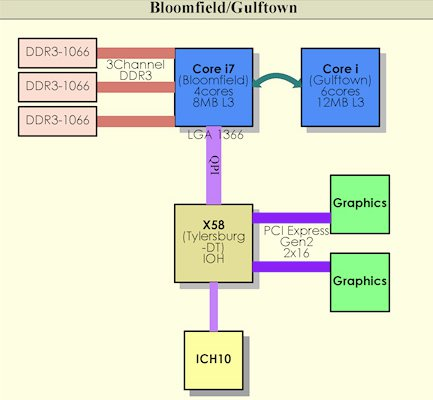 Bloomfield/Gulftown
DDR3-1066
DDR3-1066
DDR3-1066
3Channel
DDR3
Core i7
(Bloomfield)
4cores
8MB L3
Core i
(Gulftown)
6cores
12MB L3
LGA 1366
QPI
X58
(Tylersburg
-DT)
IOH
PCI Express
Gen2
2x16
Graphics
Graphics
ICH10